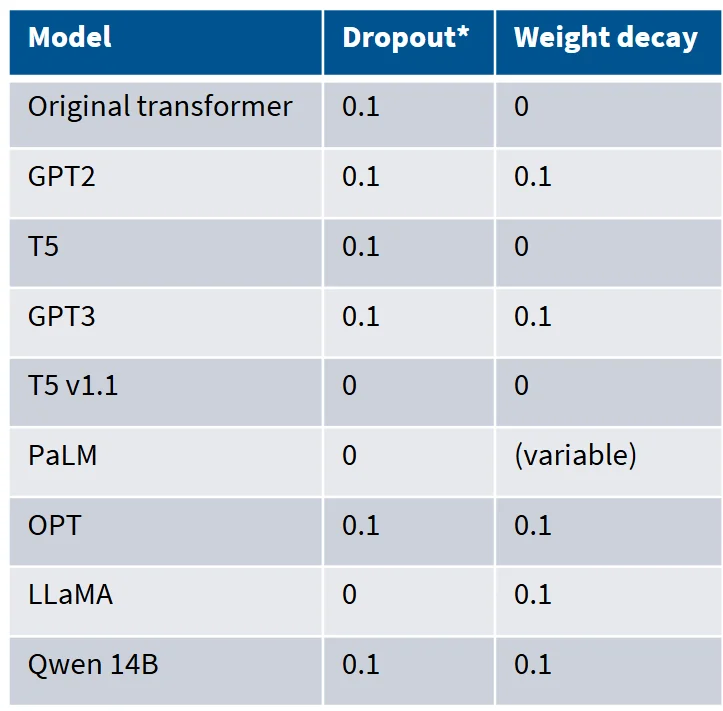 Model Dropout* Weight decay
Original transformer 0.1 0
GPT2 0.1 0.1
T5 0.1 0
GPT3 0.1 0.1
T5 v1.1 0 0
PaLM 0 (variable)
OPT 0.1 0.1
LLaMA 0 0.1
Qwen 14B 0.1 0.1